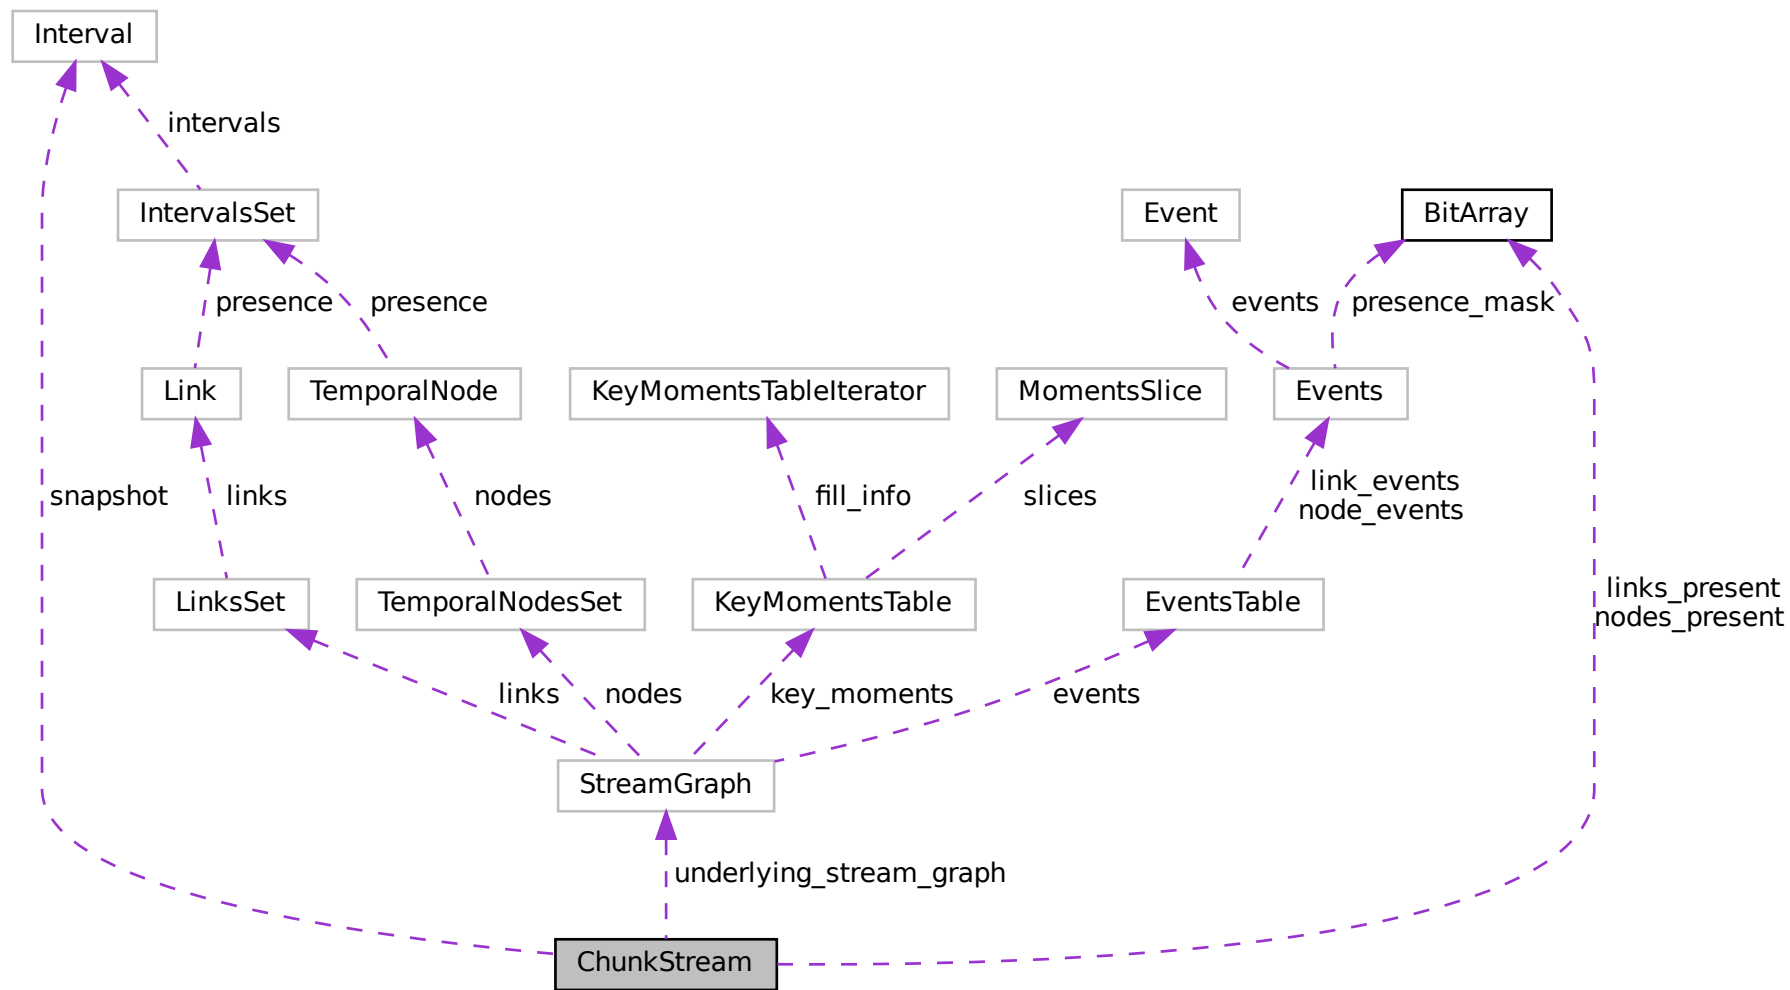 Interval
intervals
IntervalsSet
Event
BitArray
presence
presence
events
presence_mask
Link
TemporalNode
KeyMomentsTableIterator
MomentsSlice
Events
snapshot
links
nodes
fill_info
slices
link_events
node_events
LinksSet
TemporalNodesSet
KeyMomentsTable
EventsTable
links_present
nodes_present
links
nodes
key_moments
events
StreamGraph
underlying_stream_graph
ChunkStream